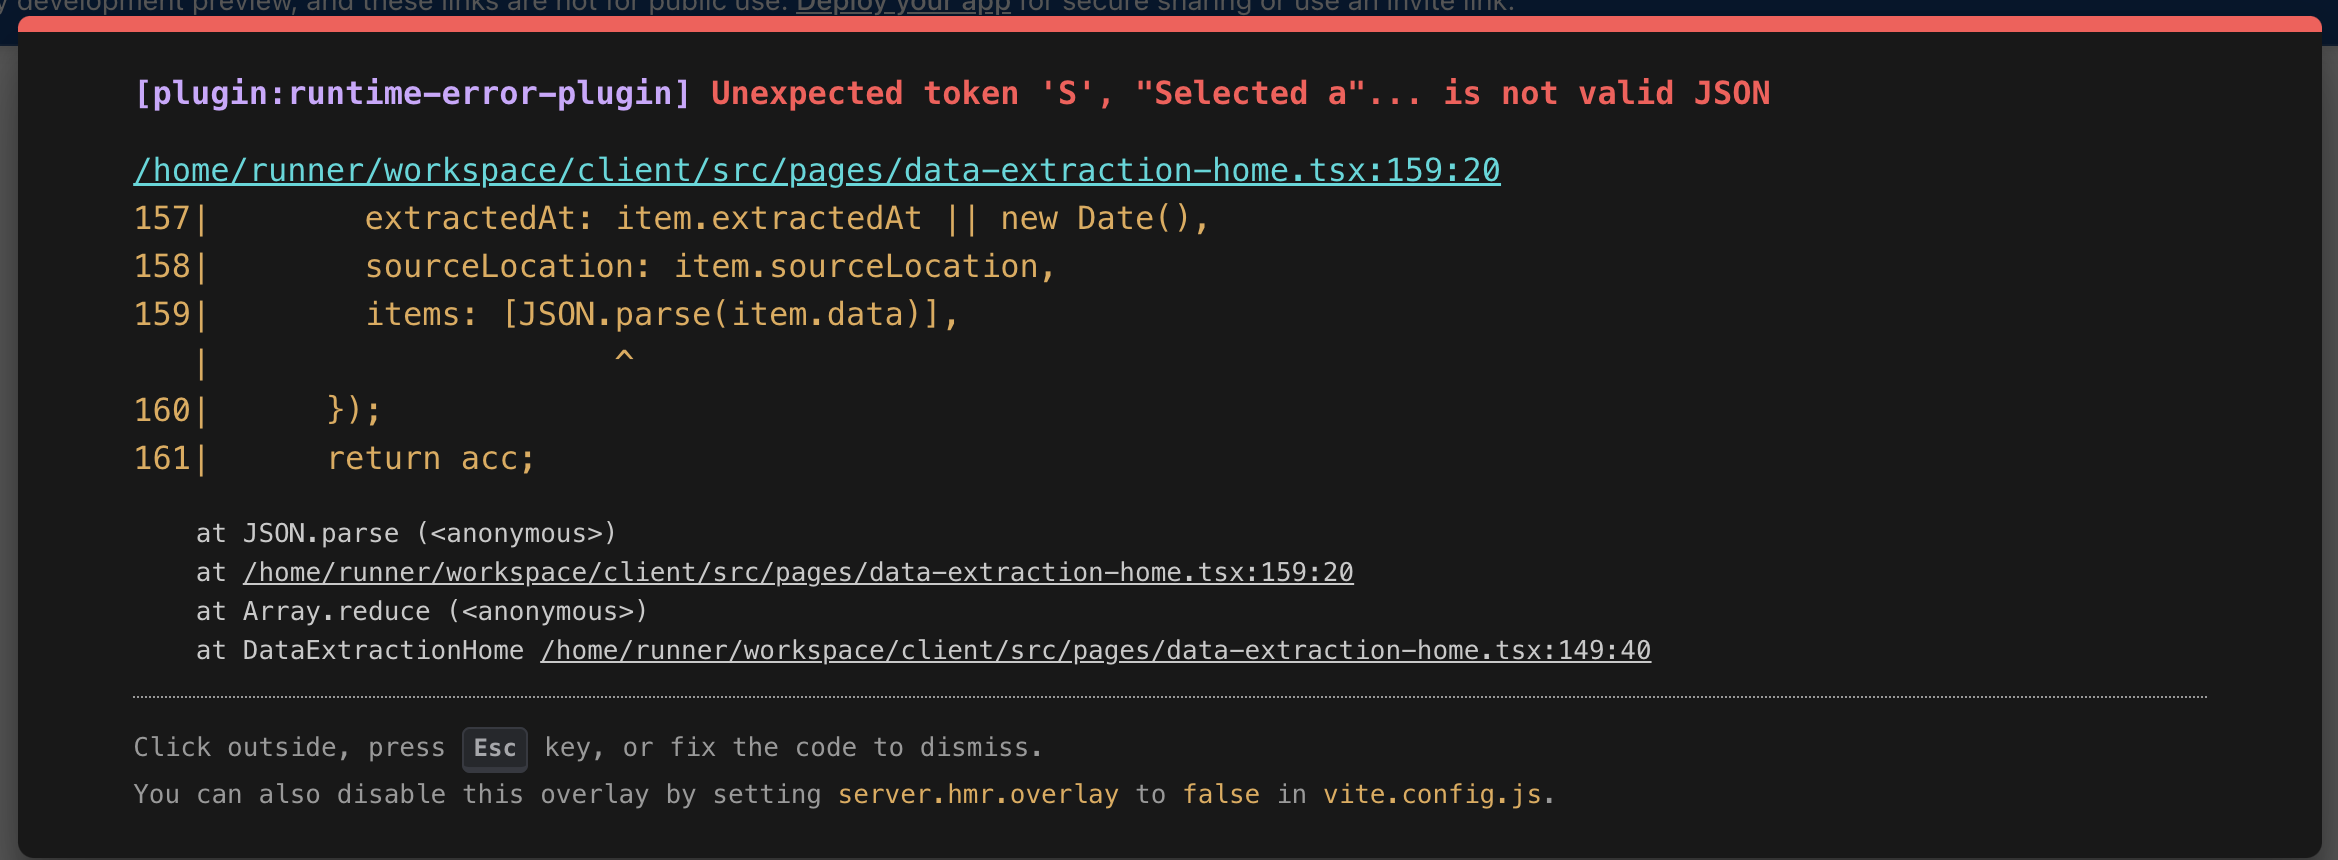 development preview, and these links are not for public use. Deploy your app for secure sharing or use an invite link.
[plugin:runtime-error-plugin] Unexpected token 'S', "Selected a"... is not valid JSON
/home/runner/workspace/client/src/pages/data-extraction-home.tsx:159:20
157|        extractedAt: item.extractedAt || new Date(),
158|        sourceLocation: item.sourceLocation,
159|        items: [JSON.parse(item.data)],
   |                     ^
160|      });
161|      return acc;
at JSON.parse (<anonymous>)
at /home/runner/workspace/client/src/pages/data-extraction-home.tsx:159:20
at Array.reduce (<anonymous>)
at DataExtractionHome /home/runner/workspace/client/src/pages/data-extraction-home.tsx:149:40
Click outside, press Esc key, or fix the code to dismiss.
You can also disable this overlay by setting server.hmr.overlay to false in vite.config.js.